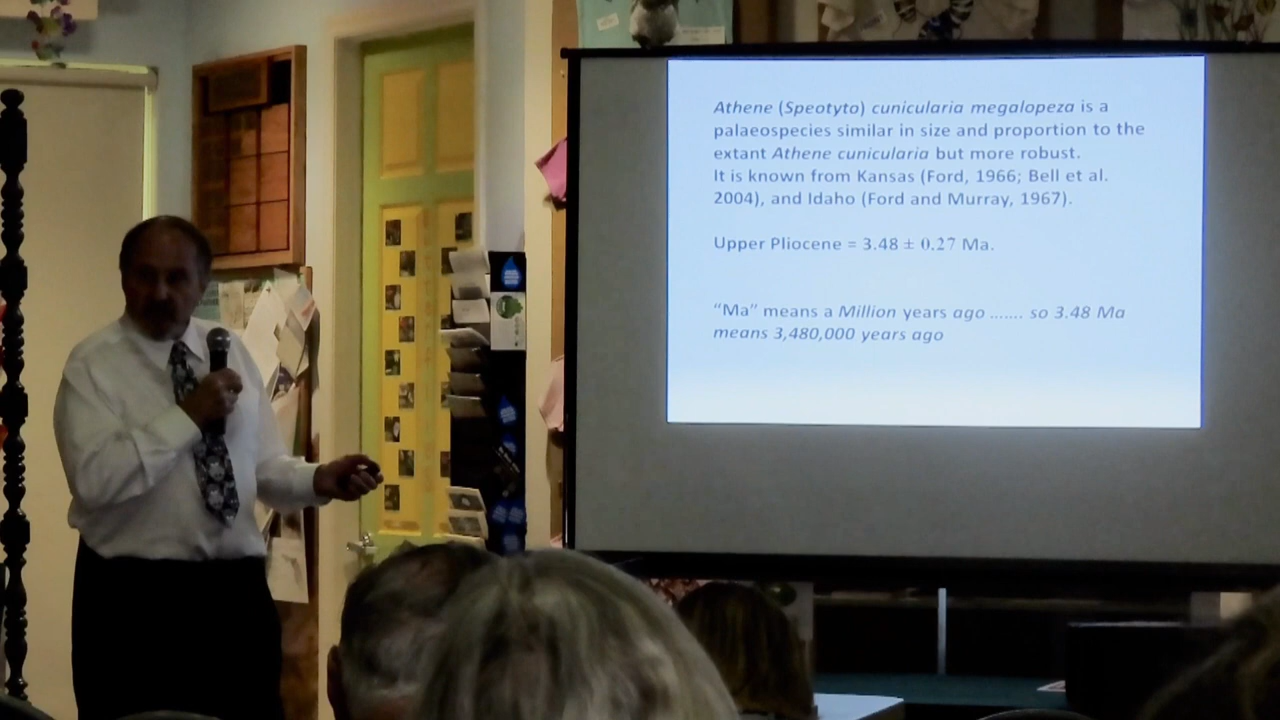 Athene (Speotyto) cunicularia megalopeza is a
palaeospecies similar in size and proportion to the
extant Athene cunicularia but more robust.
It is known from Kansas (Ford, 1966; Bell et al.
2004), and Idaho (Ford and Murray, 1967).
Upper Pliocene = 3.48 ± 0.27 Ma.
“Ma” means a Million years ago ....... so 3.48 Ma
means 3,480,000 years ago